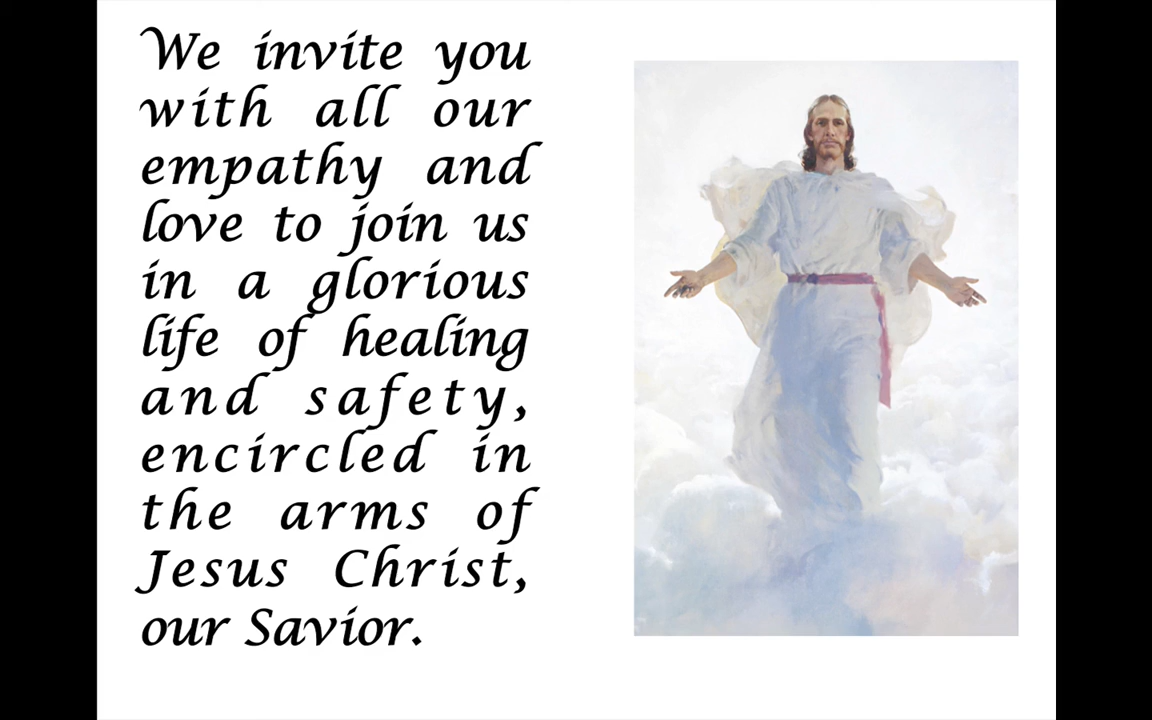 We invite you
with all our
empathy and
love to join us
in a glorious
life of healing
and safety,
encircled in
the arms of
Jesus Christ,
our Savior.